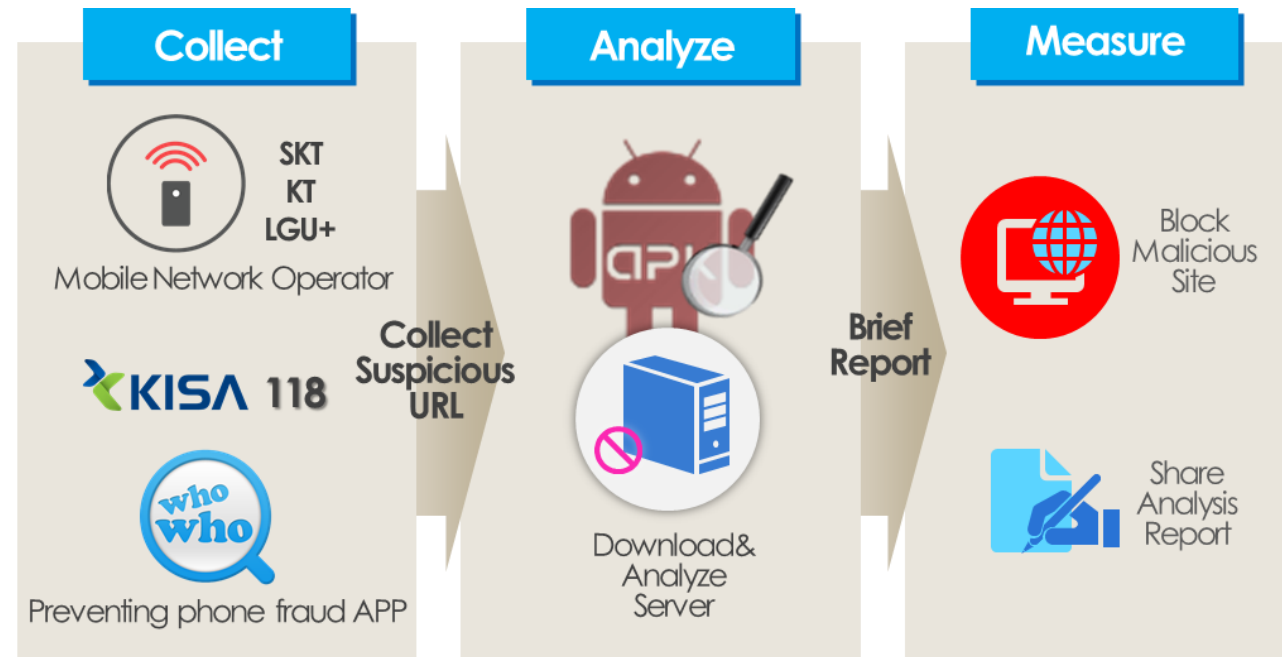 Collect
SKT
KT
LGU+
Mobile Network Operator
KISA 118
who
who
Preventing phone fraud APP
Collect
Suspicious
URL
Analyze
apk
Download&
Analyze
Server
Brief
Report
Measure
Block
Malicious
Site
Share
Analysis
Report